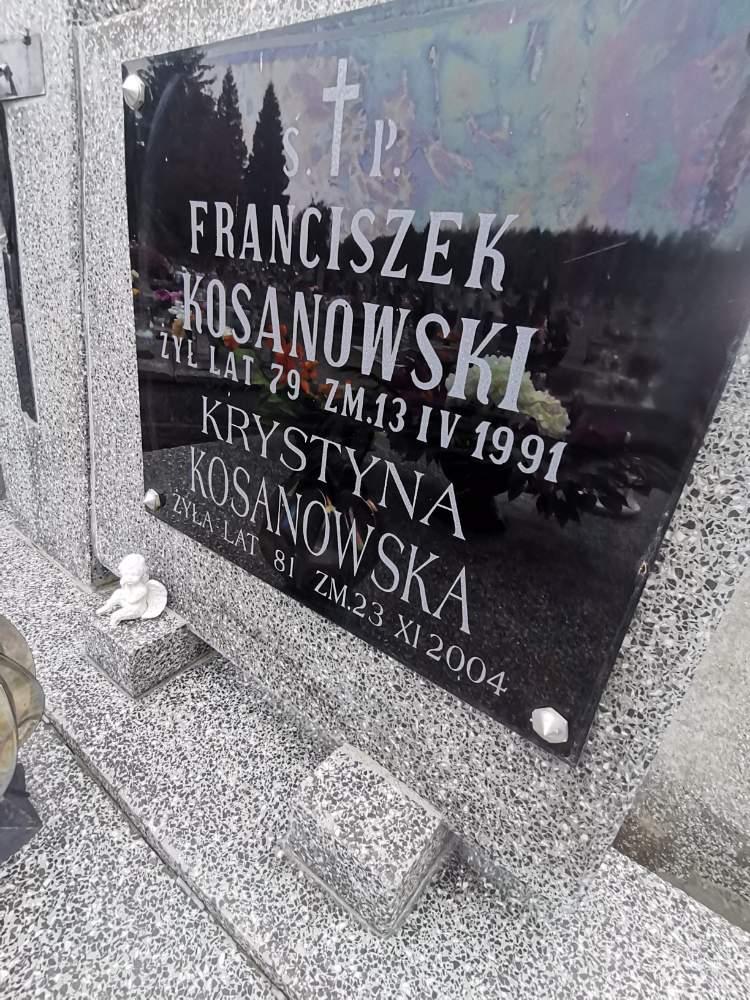 Ś. P.
FRANCISZEK
KOSANOWSKI
ŻYŁ LAT 79 ZM.13 IV 1991
KRYSTYNA
KOSANOWSKA
ŻYŁA LAT 81 ZM.23 XI 2004